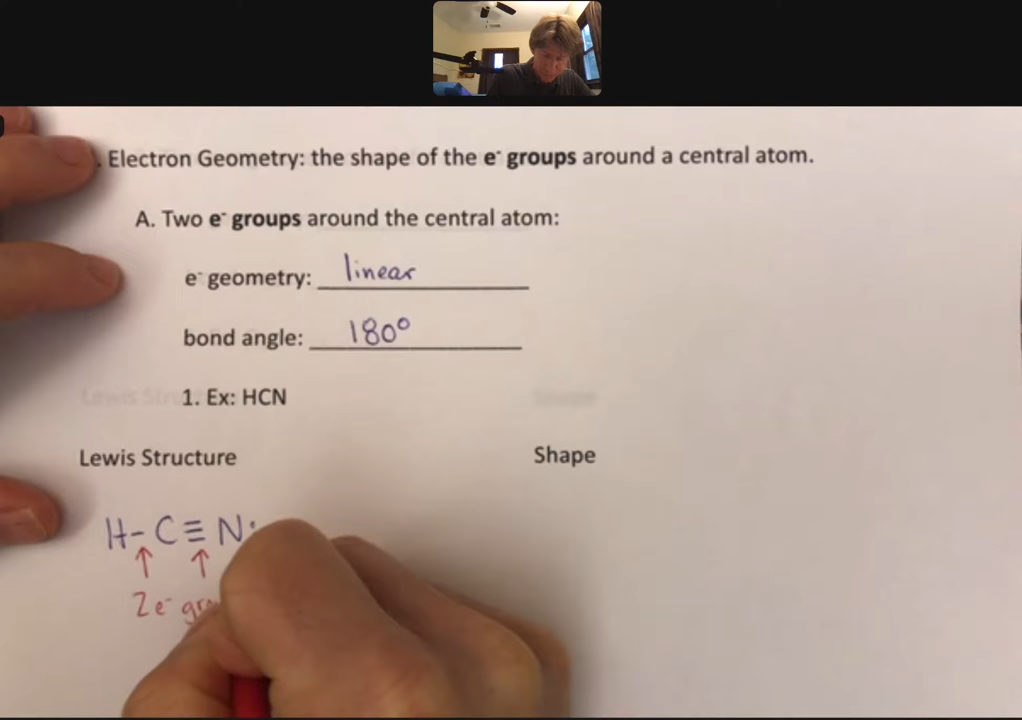 . Electron Geometry: the shape of the e⁻ groups around a central atom.
A. Two e⁻ groups around the central atom:
e⁻ geometry: linear
bond angle: 180°
1. Ex: HCN
Lewis Structure
Shape
H-C≡N:
↑ ↑
2e⁻